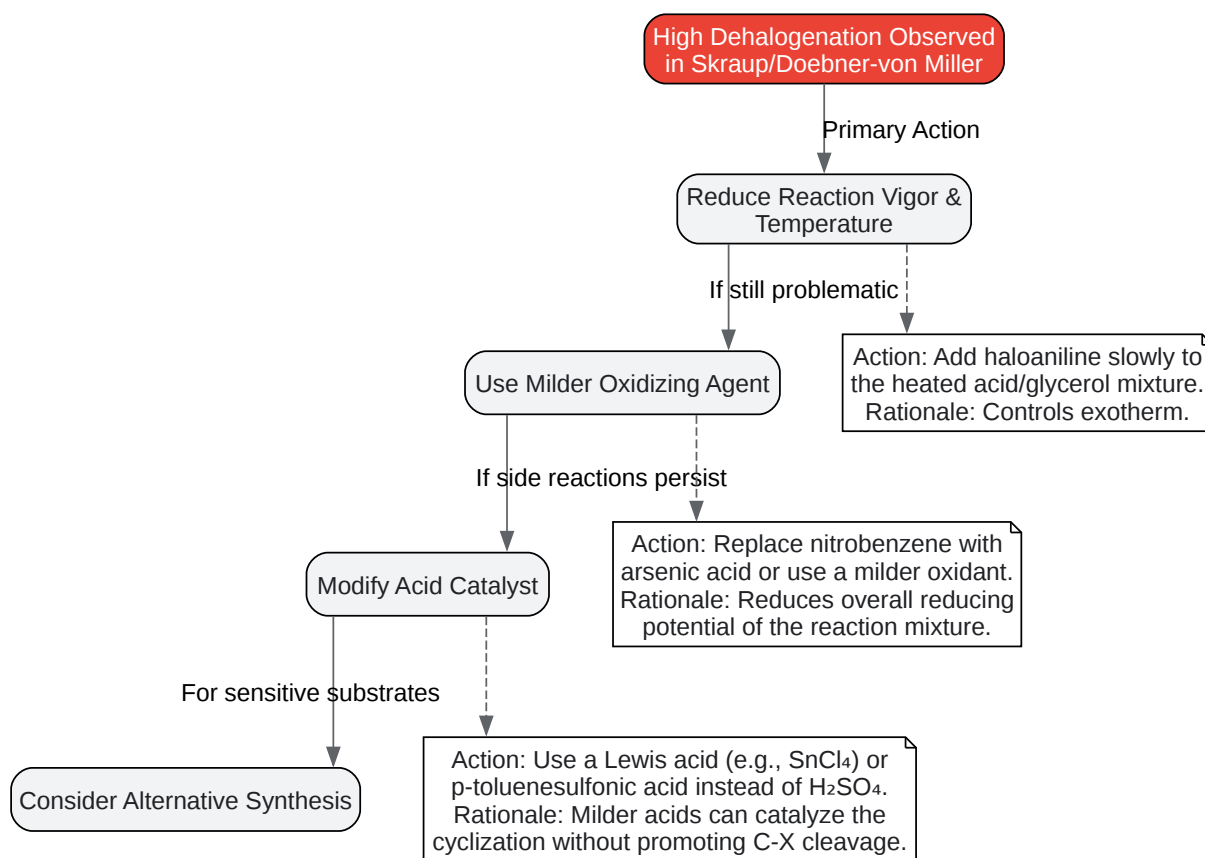 High Dehalogenation Observed
in Skraup/Doebner-von Miller
Primary Action
Reduce Reaction Vigor &
Temperature
If still problematic
Action: Add haloaniline slowly to
the heated acid/glycerol mixture.
Rationale: Controls exotherm.
Use Milder Oxidizing Agent
If side reactions persist
Action: Replace nitrobenzene with
arsenic acid or use a milder oxidant.
Rationale: Reduces overall reducing
potential of the reaction mixture.
Modify Acid Catalyst
For sensitive substrates
Action: Use a Lewis acid (e.g., SnCl₄) or
p-toluenesulfonic acid instead of H₂SO₄.
Rationale: Milder acids can catalyze the
cyclization without promoting C-X cleavage.
Consider Alternative Synthesis